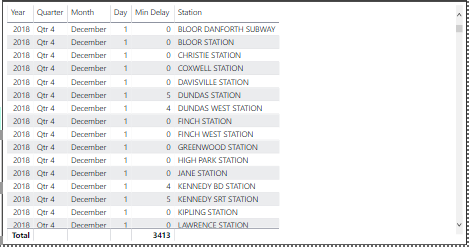 Year Quarter Month Day Min Delay Station
2018 Qtr 4 December 1 0 BLOOR DANFORTH SUBWAY
2018 Qtr 4 December 1 0 BLOOR STATION
2018 Qtr 4 December 1 0 CHRISTIE STATION
2018 Qtr 4 December 1 0 COXWELL STATION
2018 Qtr 4 December 1 0 DAVISVILLE STATION
2018 Qtr 4 December 1 5 DUNDAS STATION
2018 Qtr 4 December 1 4 DUNDAS WEST STATION
2018 Qtr 4 December 1 0 FINCH STATION
2018 Qtr 4 December 1 0 FINCH WEST STATION
2018 Qtr 4 December 1 0 GREENWOOD STATION
2018 Qtr 4 December 1 0 HIGH PARK STATION
2018 Qtr 4 December 1 0 JANE STATION
2018 Qtr 4 December 1 4 KENNEDY BD STATION
2018 Qtr 4 December 1 5 KENNEDY SRT STATION
2018 Qtr 4 December 1 0 KIPLING STATION
2018 Qtr 4 December 1 0 LAWRENCE STATION
Total 3413